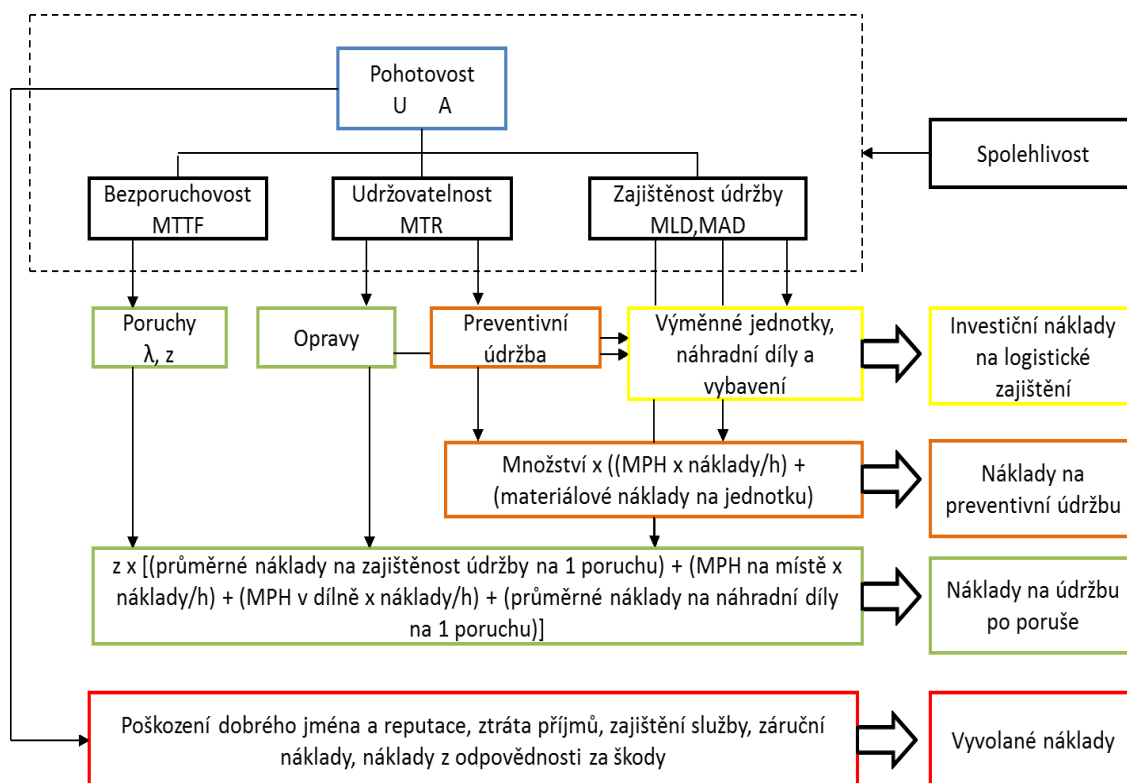 Pohotovost
U A
Spolehlivost
Bezporuchovost
MTTF
Udržovatelnost
MTR
Zajištěnost údržby
MLD,MAD
Poruchy
λ, z
Opravy
Preventivní
údržba
Výměnné jednotky,
náhradní díly a
vybavení
Investiční náklady
na logistické
zajištění
Množství x ((MPH x náklady/h) +
(materiálové náklady na jednotku)
Náklady na
preventivní údržbu
z x [(průměrné náklady na zajištěnost údržby na 1 poruchu) + (MPH na místě x
náklady/h) + (MPH v dílně x náklady/h) + (průměrné náklady na náhradní díly
na 1 poruchu)]
Náklady na údržbu
po poruše
Poškození dobrého jména a reputace, ztráta příjmů, zajištění služby, záruční
náklady, náklady z odpovědnosti za škody
Vyvolané náklady